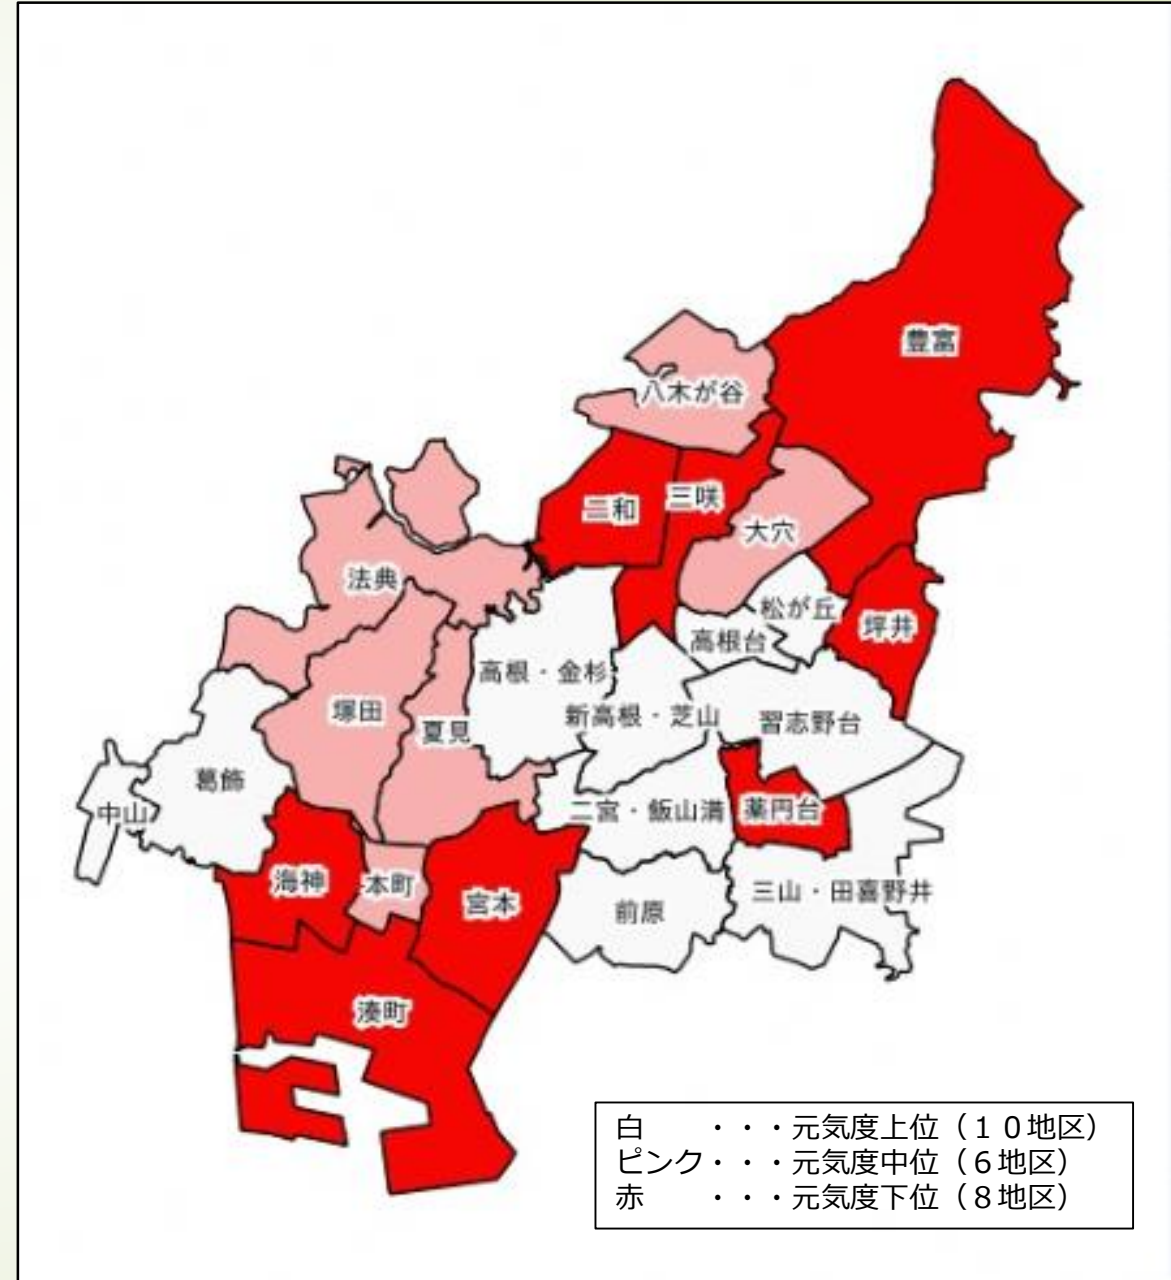 豊富
八木が谷
三咲
二和
大穴
法典
松が丘
坪井
高根台
高根・金杉
塚田
新高根・芝山
習志野台
夏見
葛飾
中山
二宮・飯山満
薬円台
海神
本町
三山・田喜野井
宮本
前原
湊町
白　　・・・元気度上位（１０地区）
ピンク・・・元気度中位（６地区）
赤　　・・・元気度下位（８地区）